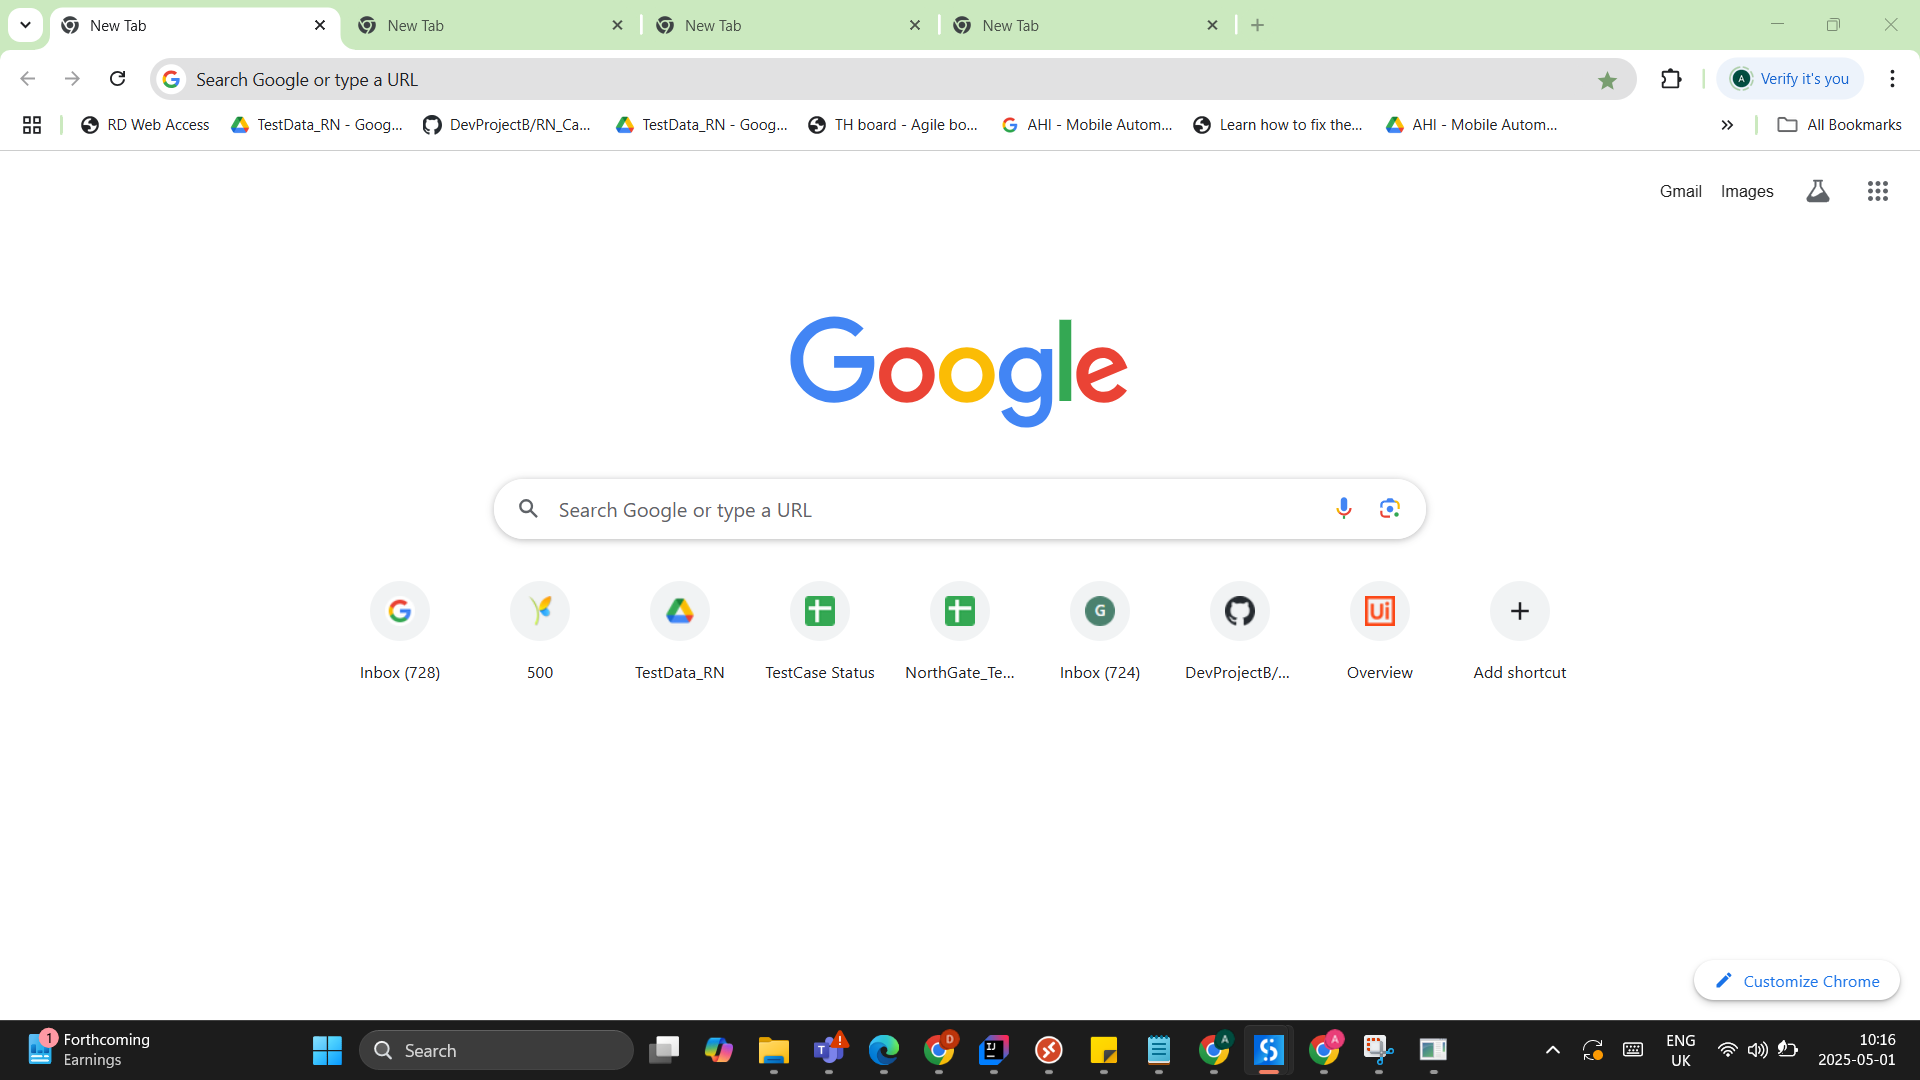 New Tab
New Tab
New Tab
New Tab
Search Google or type a URL
A
Verify it's you
RD Web Access
TestData_RN - Goog...
DevProjectB/RN_Ca...
TestData_RN - Goog...
TH board - Agile bo...
AHI - Mobile Autom...
Learn how to fix the...
AHI - Mobile Autom...
All Bookmarks
Gmail
Images
Google
Search Google or type a URL
G
Ui
Inbox (728)
500
TestData_RN
TestCase Status
NorthGate_Te...
Inbox (724)
DevProjectB/...
Overview
Add shortcut
Customize Chrome
1
Forthcoming
Earnings
Search
T
D
IJ
A
A
ENG
UK
10:16
2025-05-01